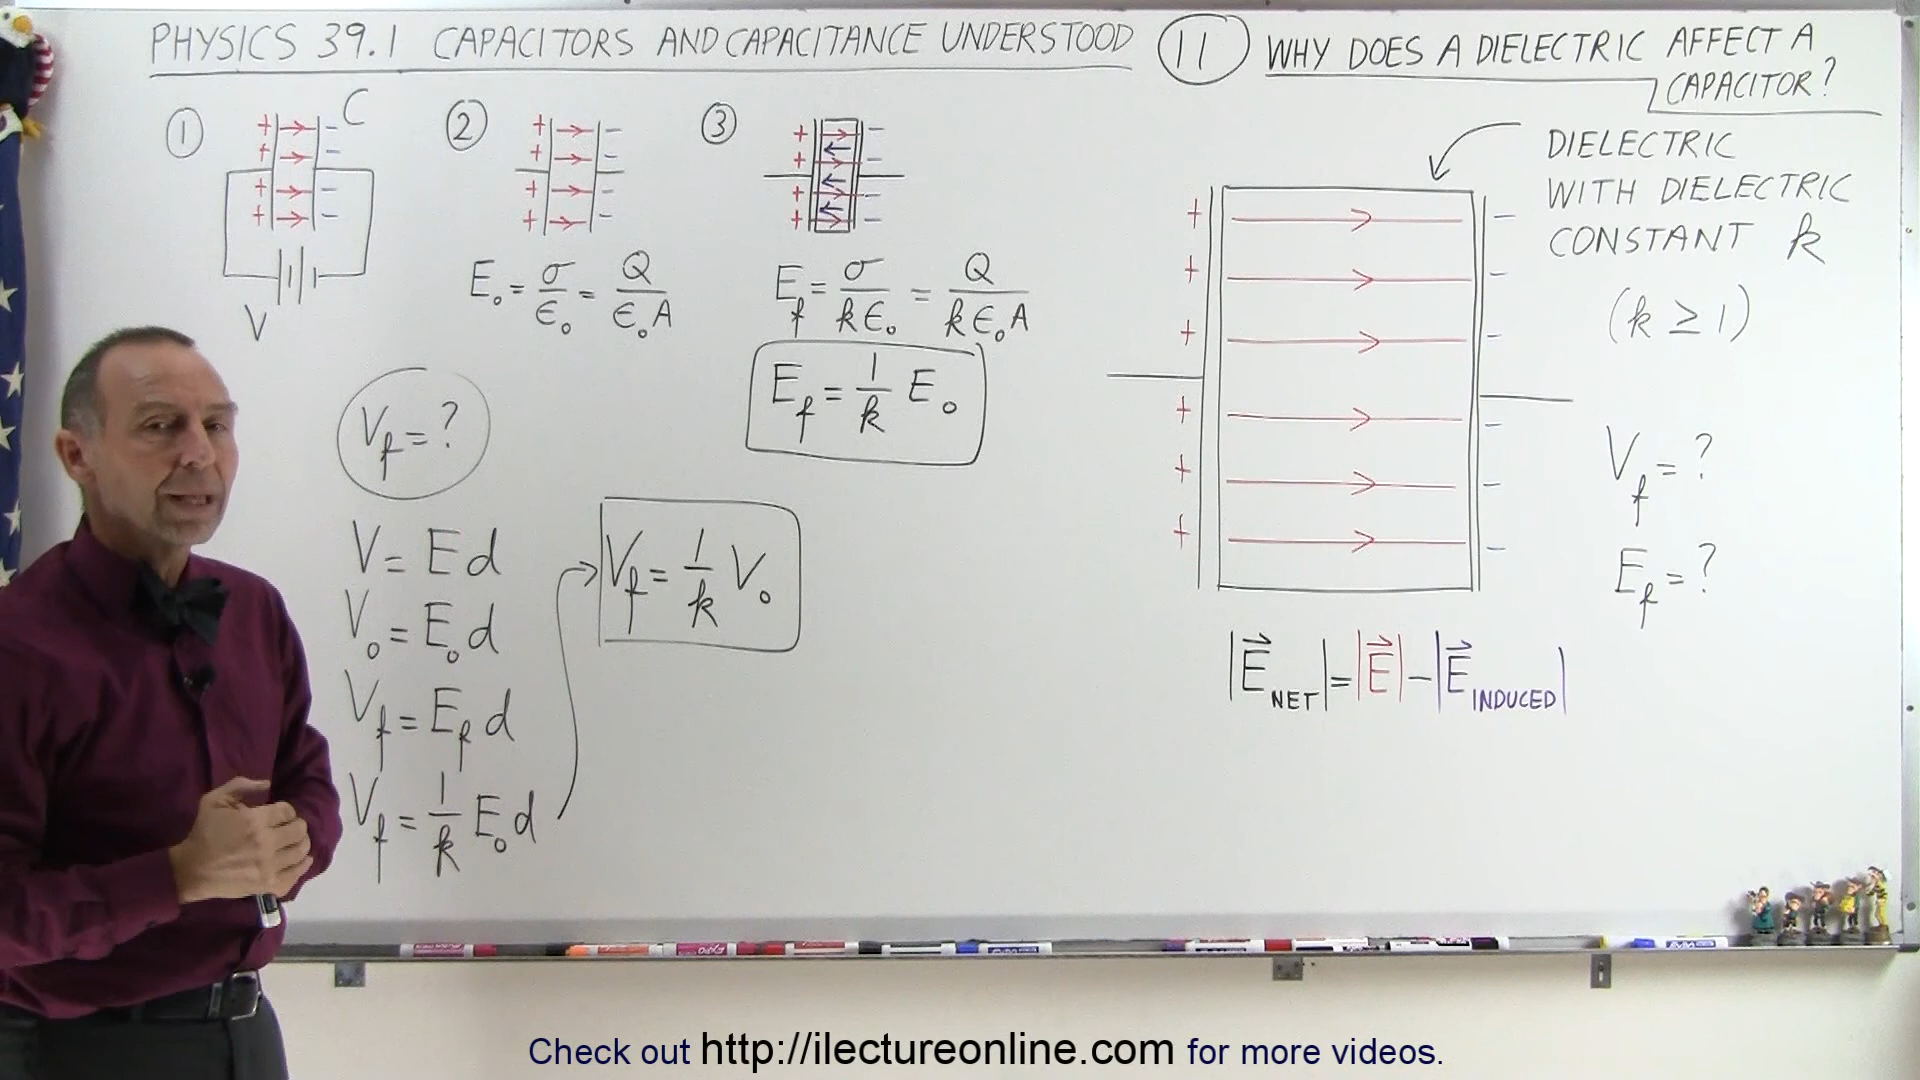 PHYSICS 39.1 CAPACITORS AND CAPACITANCE UNDERSTOOD
11 WHY DOES A DIELECTRIC AFFECT A
CAPACITOR?
1 C
V
2
E₀ = σ/ϵ₀ = Q/ϵ₀A
3
E_f = σ/kϵ₀ = Q/kϵ₀A
E_f = 1/k E₀
DIELECTRIC
WITH DIELECTRIC
CONSTANT k
(k ≥ 1)
V_f = ?
E_f = ?
V_f = ?
V = Ed
V₀ = E₀d
V_f = E_f d
V_f = 1/k E₀d
V_f = 1/k V₀
|E⃗_NET| = |E⃗| - |E⃗_INDUCED|
Check out http://ilectureonline.com for more videos.